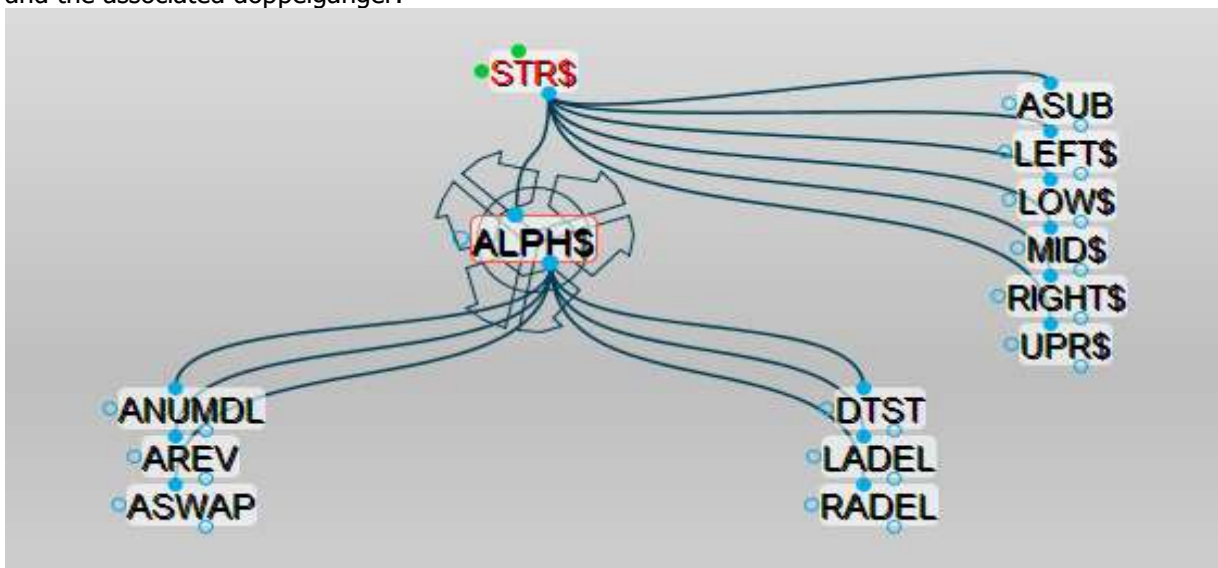 and the associated doppelganger:
STR$
ASUB
LEFT$
LOW$
MID$
RIGHT$
UPR$
ALPH$
ANUMDL
AREV
ASWAP
DTST
LADEL
RADEL